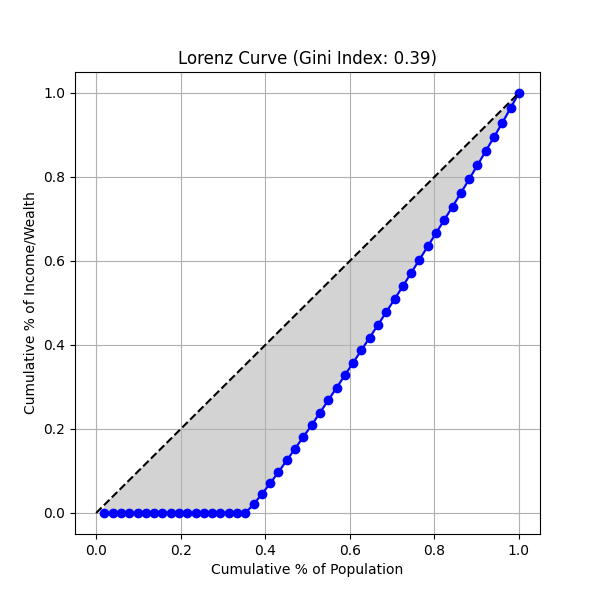 Lorenz Curve (Gini Index: 0.39)
Cumulative % of Income/Wealth
1.0
0.8
0.6
0.4
0.2
0.0
0.0 0.2 0.4 0.6 0.8 1.0
Cumulative % of Population